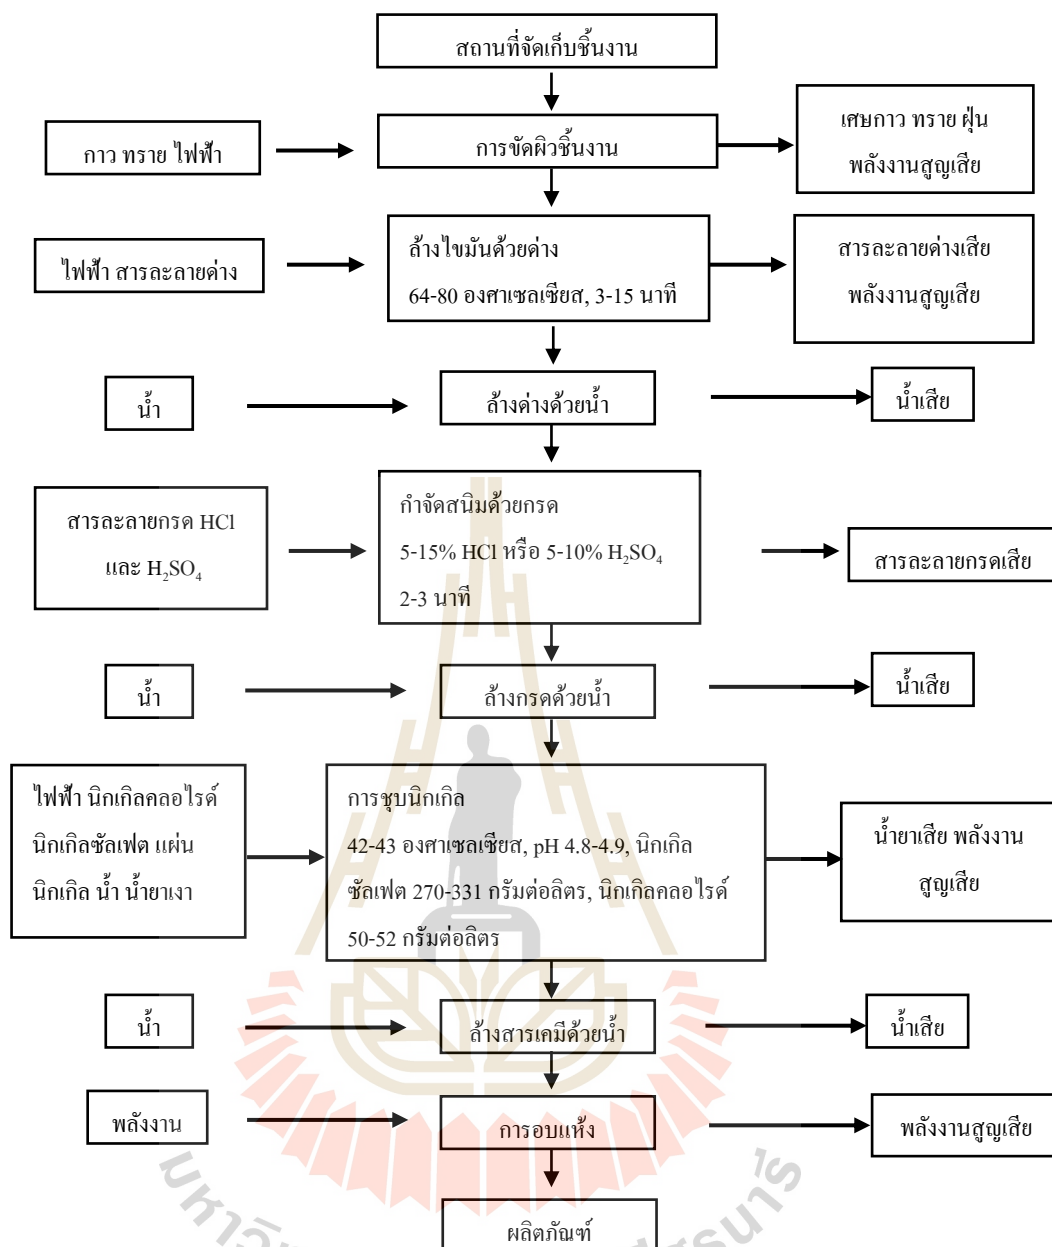 สถานที่จัดเก็บชิ้นงาน
กาว ทราย ไฟฟ้า
การขัดผิวชิ้นงาน
เศษกาว ทราย ฝุ่น
พลังงานสูญเสีย
ไฟฟ้า สารละลายด่าง
ล้างไขมันด้วยด่าง
64-80 องศาเซลเซียส, 3-15 นาที
สารละลายด่างเสีย
พลังงานสูญเสีย
น้ำ
ล้างด่างด้วยน้ำ
น้ำเสีย
สารละลายกรด HCl
และ H₂SO₄
กำจัดสนิมด้วยกรด
5-15% HCl หรือ 5-10% H₂SO₄
2-3 นาที
สารละลายกรดเสีย
น้ำ
ล้างกรดด้วยน้ำ
น้ำเสีย
ไฟฟ้า นิกเกิลคลอไรด์
นิกเกิลซัลเฟต แผ่น
นิกเกิล น้ำ น้ำยาเงา
การชุบนิกเกิล
42-43 องศาเซลเซียส, pH 4.8-4.9, นิกเกิล
ซัลเฟต 270-331 กรัมต่อลิตร, นิกเกิลคลอไรด์
50-52 กรัมต่อลิตร
น้ำยาเสีย พลังงาน
สูญเสีย
น้ำ
ล้างสารเคมีด้วยน้ำ
น้ำเสีย
พลังงาน
การอบแห้ง
พลังงานสูญเสีย
ผลิตภัณฑ์